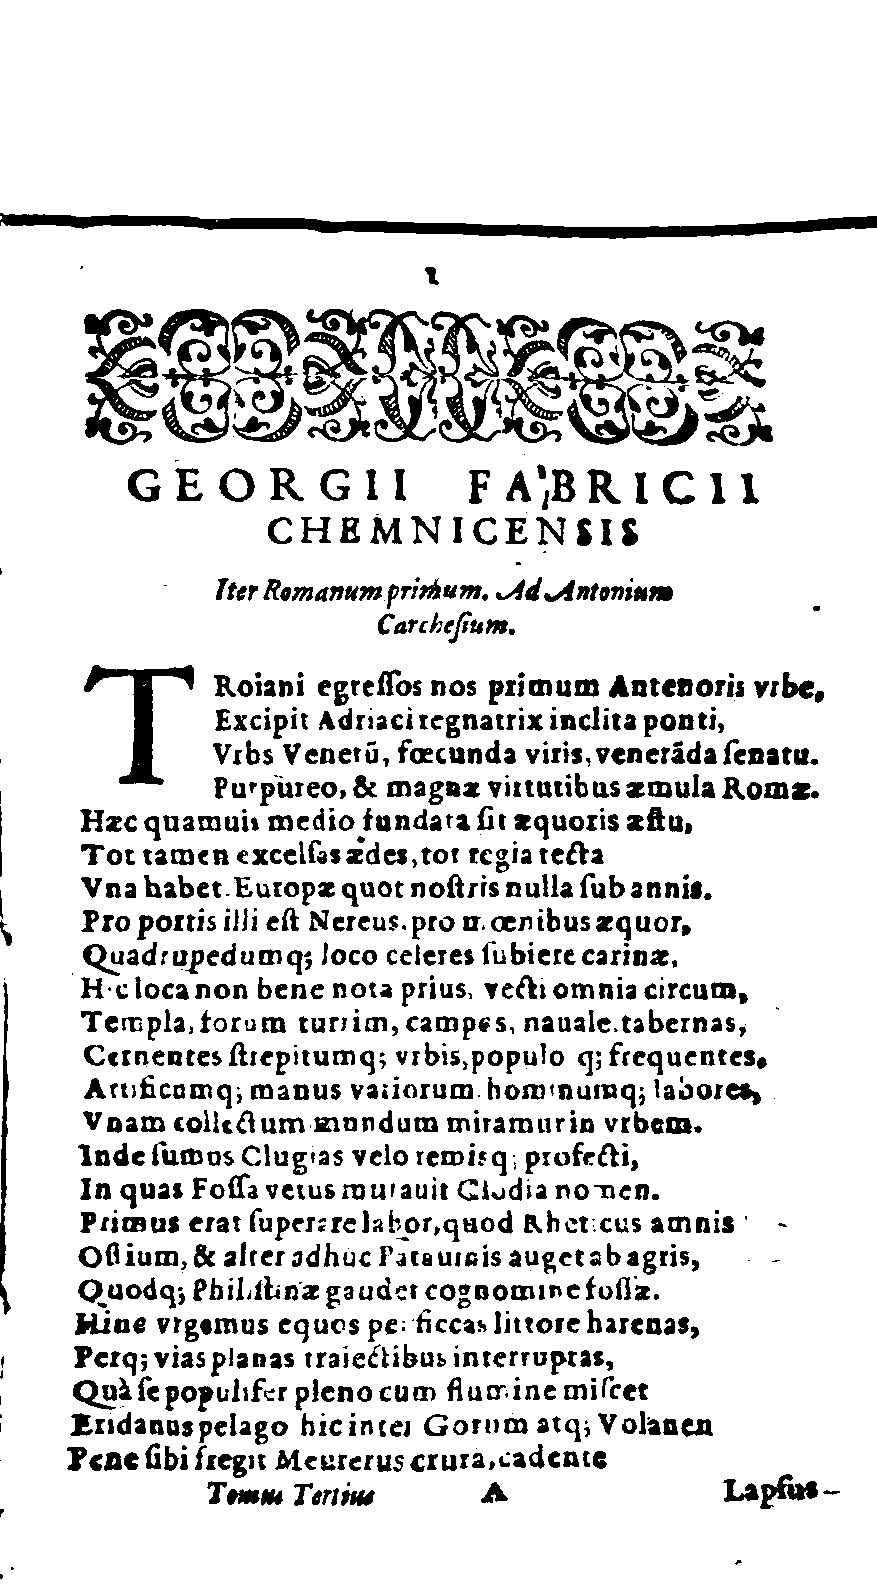 1
GEORGII FABRICII
CHEMNICENSIS
Iter Romanum primum. Ad Antonium
Carchesium.
TRoiani egreſſos nos primum Antenoris vrbe,
Excipit Adriaci regnatrix inclita ponti,
Vrbs Venetũ, fœcunda viris, venerãda ſenatu.
Purpureo, & magnæ virtutibus æmula Romæ.
Hæc quamuis medio fundata ſit æquoris æſtu,
Tot tamen excelſas ædes, tot regia tecta
Vna habet. Europæ quot noſtris nulla ſub annis.
Pro portis illi eſt Nereus. pro mœnibus æquor,
Quadrupedumq; loco celeres ſubiere carinæ.
Hęc loca non bene nota prius, vecti omnia circum,
Templa, forum turrim, campos, nauale. tabernas,
Cernentes ſtrepitumq; vrbis, populo q; frequentes.
Artificumq; manus variorum hominumq; labores,
Vnam collectum mundum miramur in vrbem.
Inde ſumus Clugias velo remisq; profecti,
In quas Foſſa vetus mutauit Clodia nomen.
Primus erat ſuperare labor, quod Rheticus amnis
Oſtium, & alter adhuc Patauinis auget ab agris,
Quodq; Philiſtinæ gaudet cognomine foſſæ.
Hinc vrgemus equos per ſiccas littore harenas,
Perq; vias planas traiectibus interruptas,
Quà ſe populifer pleno cum flumine miſcet
Eridanus pelago hic inter Gorum atq; Volanen
Pene ſibi fregit Meurerus crura, cadente
Tomus Tertius A Lapſus-